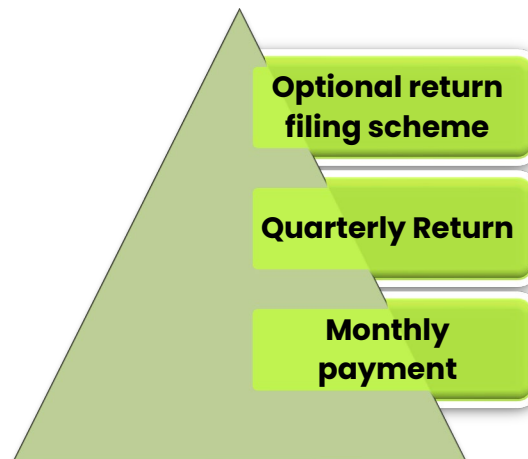 Optional return
filing scheme
Quarterly Return
Monthly
payment